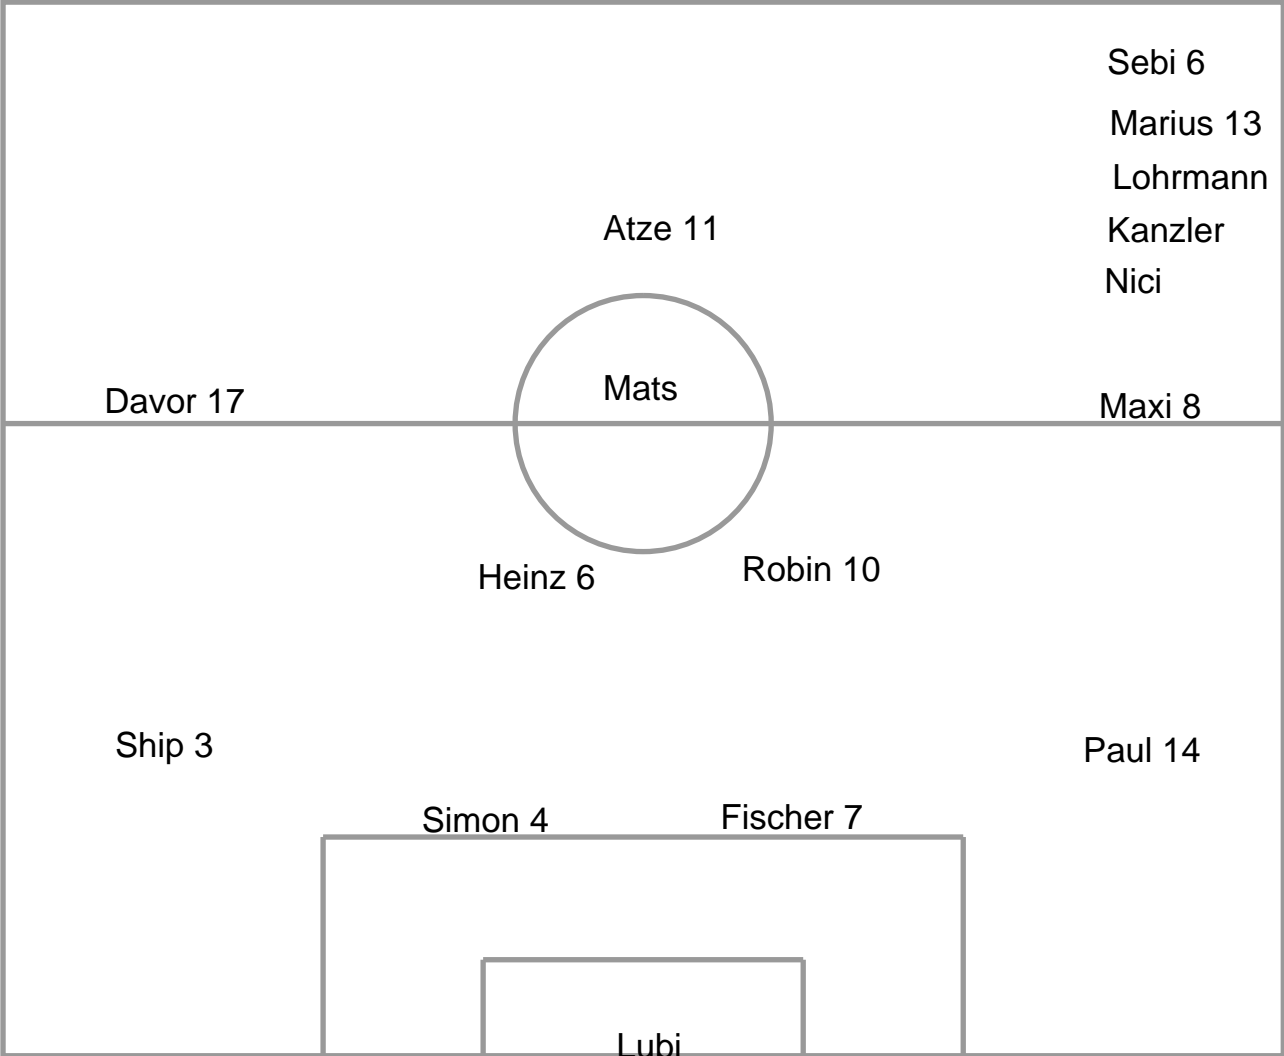 Sebi 6
Marius 13
Lohrmann
Atze 11
Kanzler
Nici
Mats
Davor 17
Maxi 8
Heinz 6
Robin 10
Ship 3
Paul 14
Simon 4
Fischer 7
Lubi